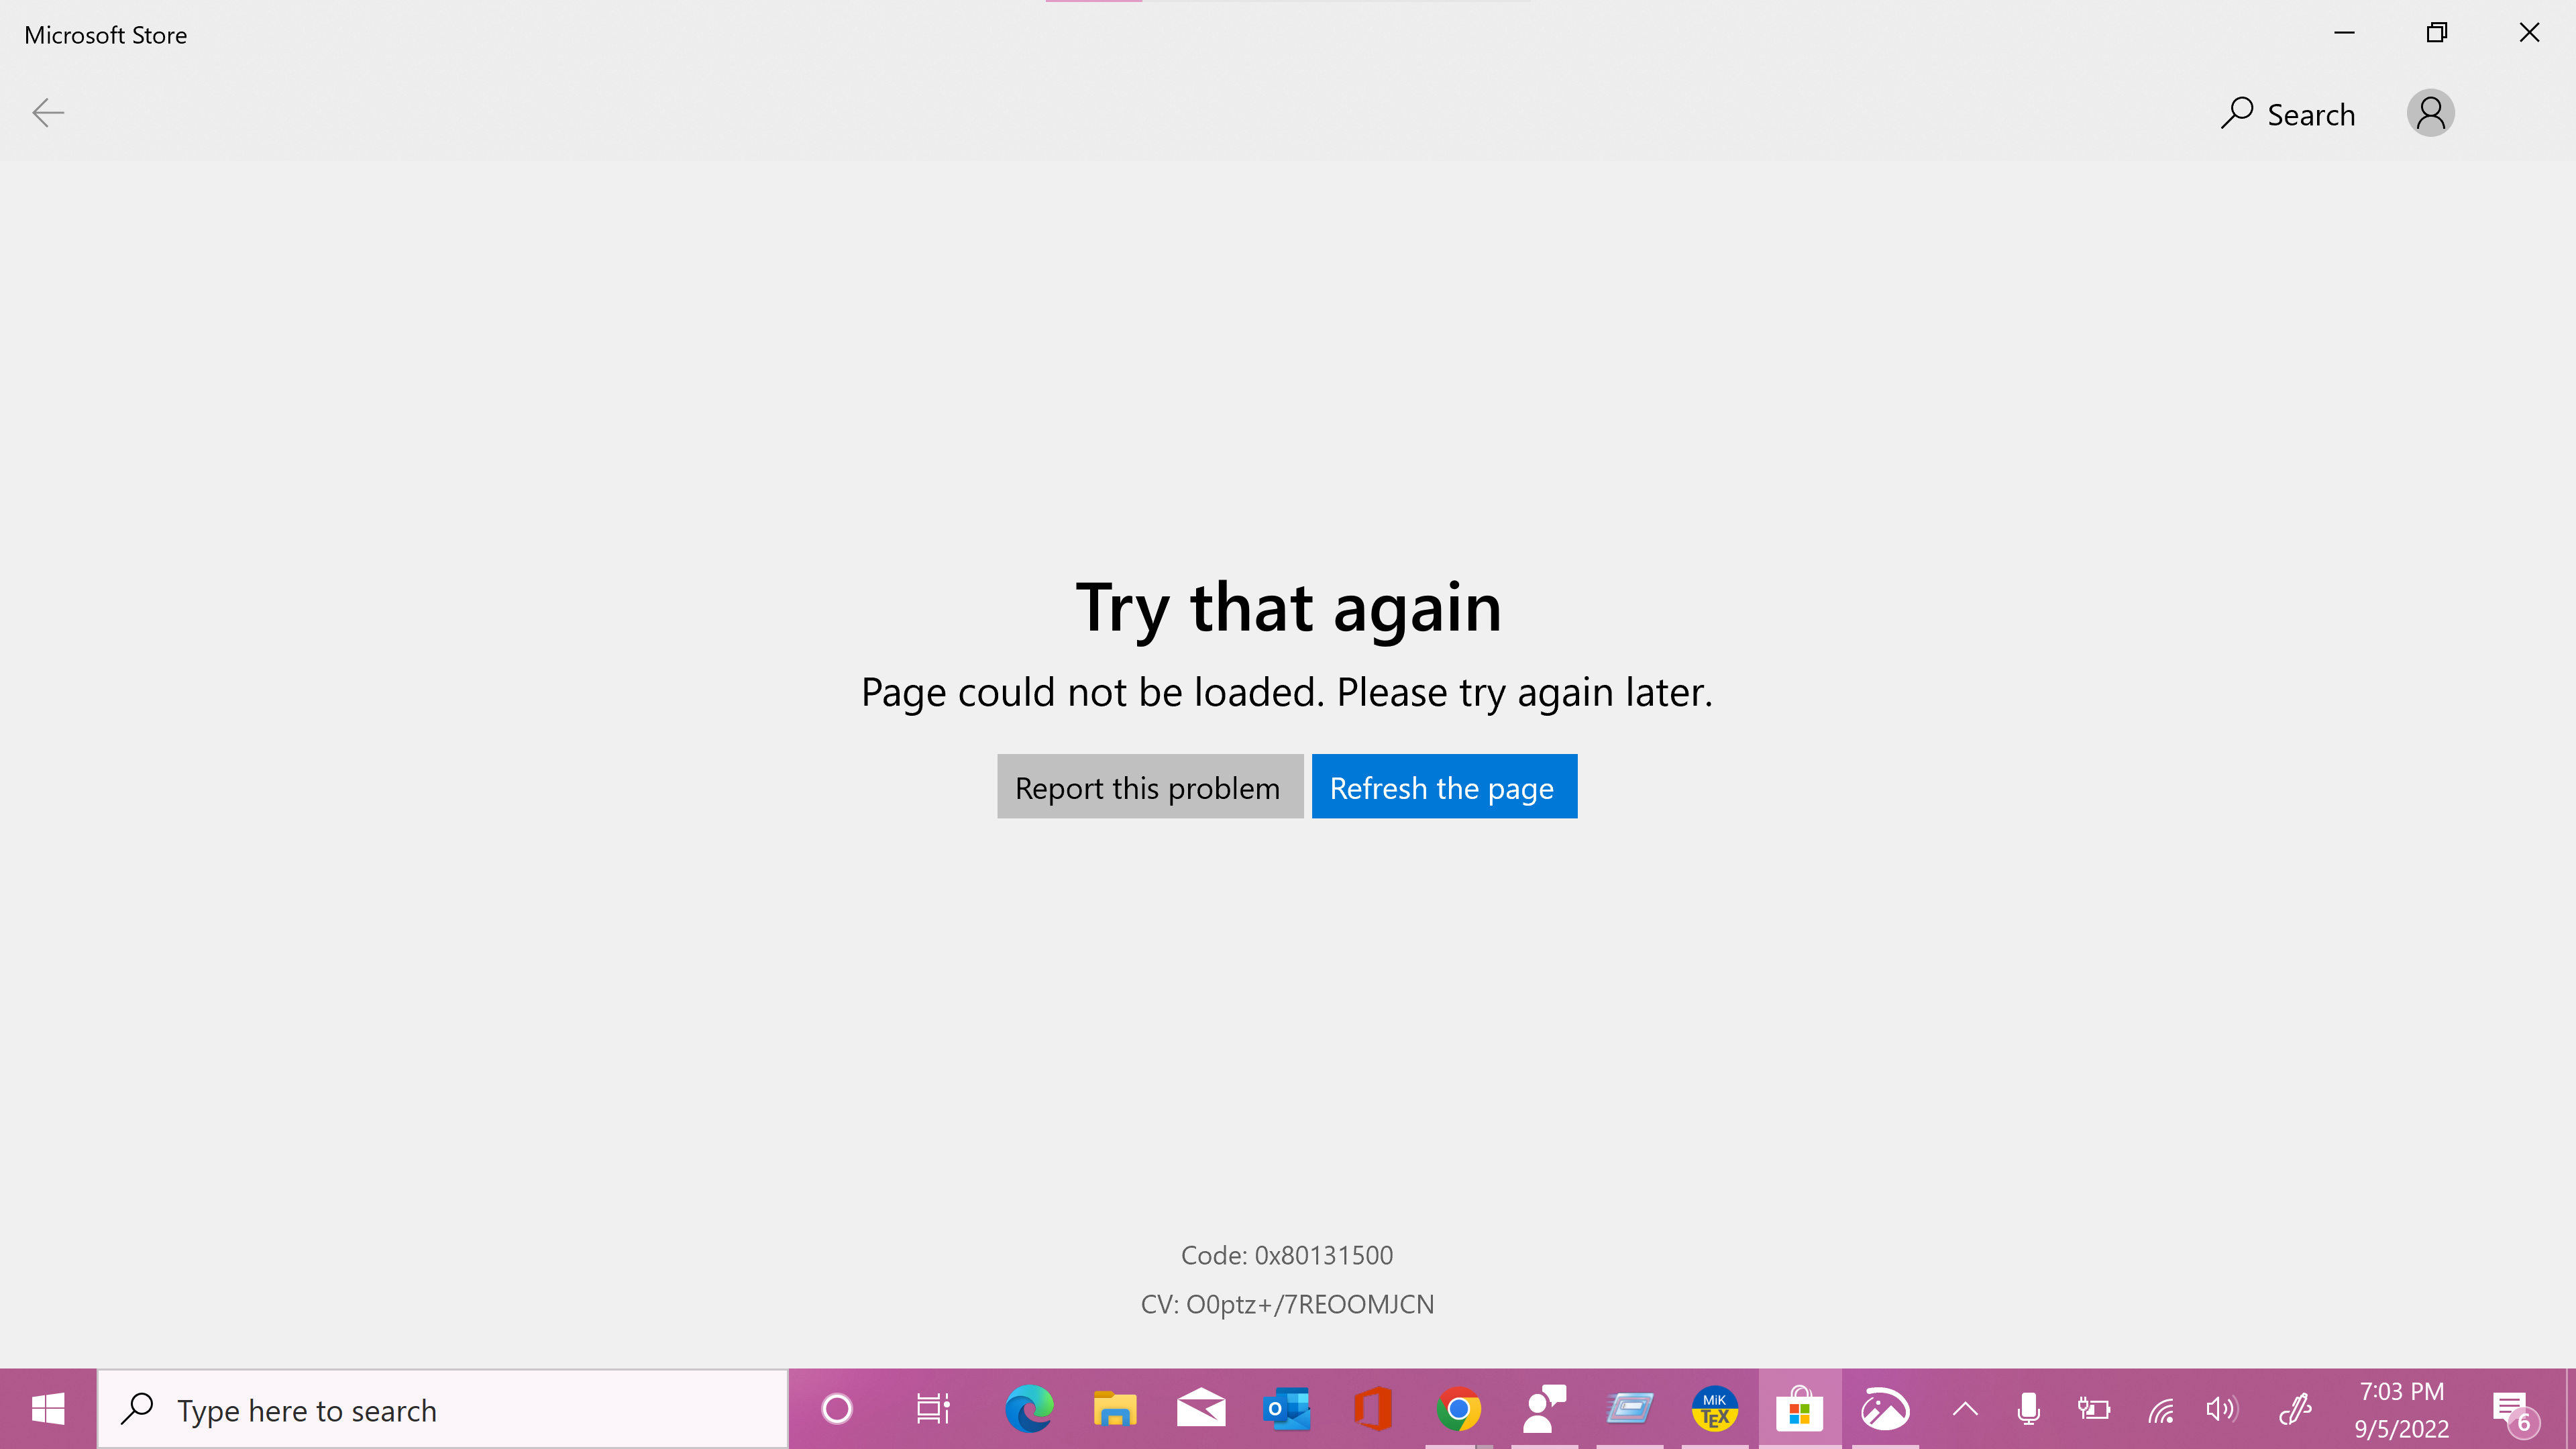 Microsoft Store
Search
Try that again
Page could not be loaded. Please try again later.
Report this problem
Refresh the page
Code: 0x80131500
CV: O0ptz+/7REOOMJCN
Type here to search
MiK
TEX
7:03 PM
9/5/2022
6